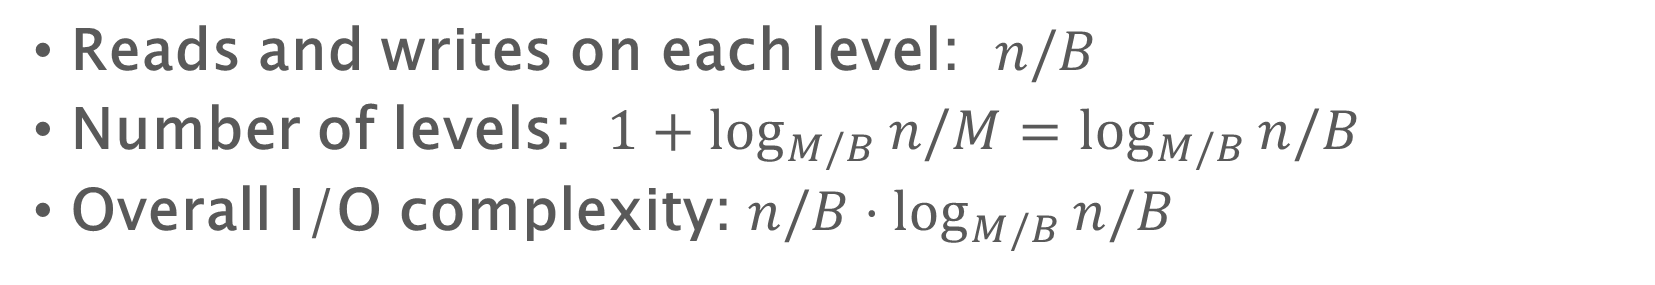 • Reads and writes on each level: n/B
• Number of levels: 1 + log_{M/B} n/M = log_{M/B} n/B
• Overall I/O complexity: n/B · log_{M/B} n/B